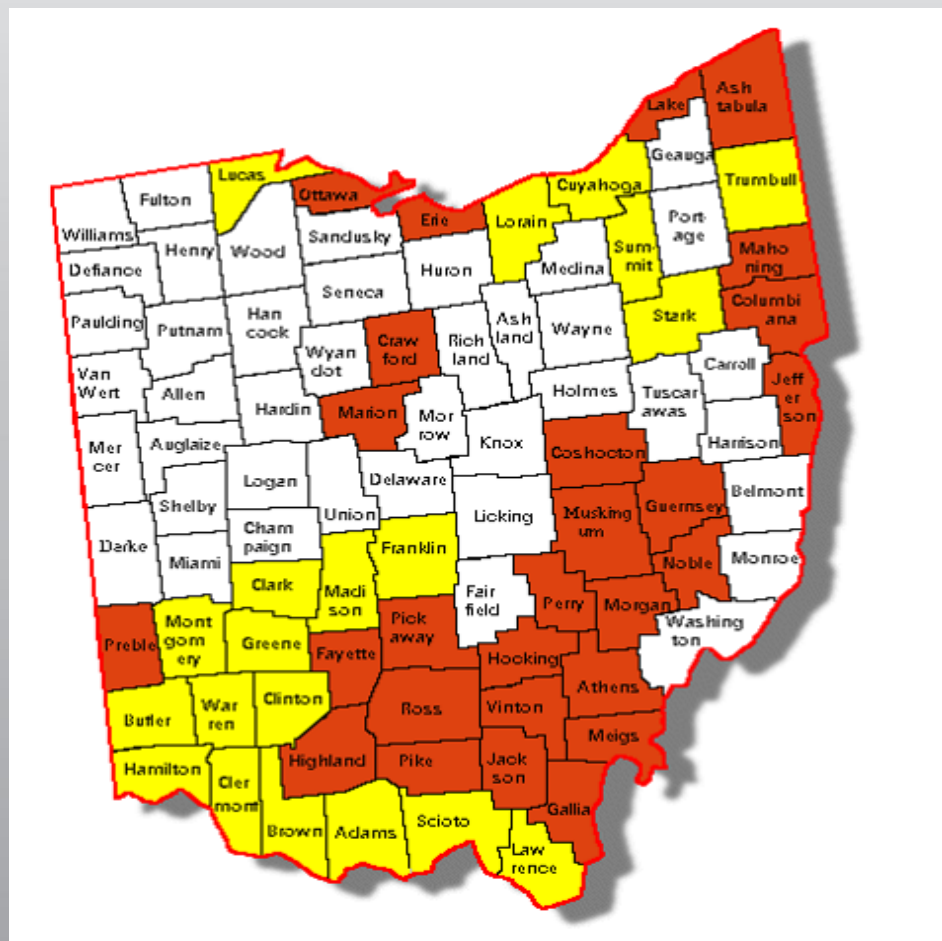 Ash
tabula
Lake
Geauga
Lucas
Cuyahoga
Trumbull
Fulton
Ottawa
Erie
Lorain
Port-
age
Williams
Henry
Wood
Sandusky
Sum-
mit
Maho
ning
Defiance
Huron
Medina
Seneca
Columbi
ana
Paulding
Putnam
Han
cock
Craw
ford
Rich
land
Ash
land
Wayne
Stark
Wyan
dot
Carroll
Van
Wert
Allen
Hardin
Marion
Mor
row
Holmes
Tuscar
awas
Jeff
er
son
Mer
cer
Auglaize
Knox
Harrison
Coshocton
Logan
Delaware
Belmont
Shelby
Union
Licking
Musking
um
Guernsey
Darke
Cham
paign
Franklin
Miami
Monroe
Noble
Clark
Madi
son
Fair
field
Perry
Morgan
Washing
ton
Preble
Mont
gom
ery
Greene
Pick
away
Fayette
Hocking
Athens
Butler
War
ren
Clinton
Ross
Vinton
Meigs
Hamilton
Cler
mont
Highland
Pike
Jack
son
Gallia
Brown
Adams
Scioto
Law
rence